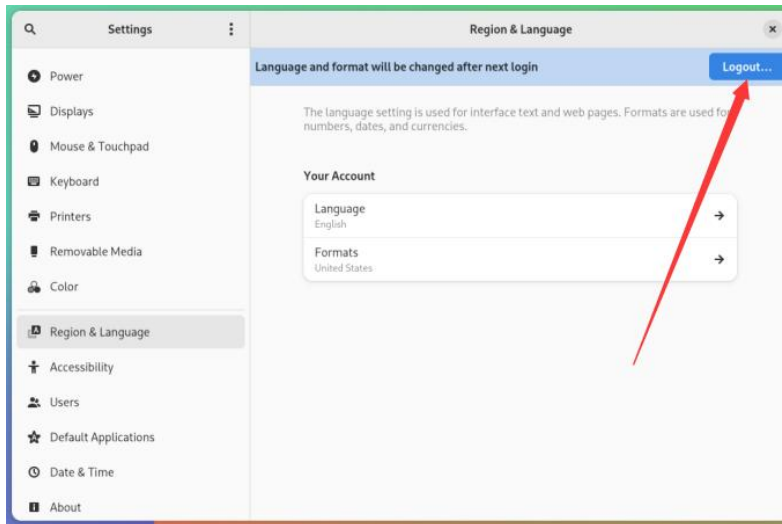 Settings
Region & Language
Power
Displays
Mouse & Touchpad
Keyboard
Printers
Removable Media
Color
Region & Language
Accessibility
Users
Default Applications
Date & Time
About
Language and format will be changed after next login
Logout...
The language setting is used for interface text and web pages. Formats are used for
numbers, dates, and currencies.
Your Account
Language
English
Formats
United States